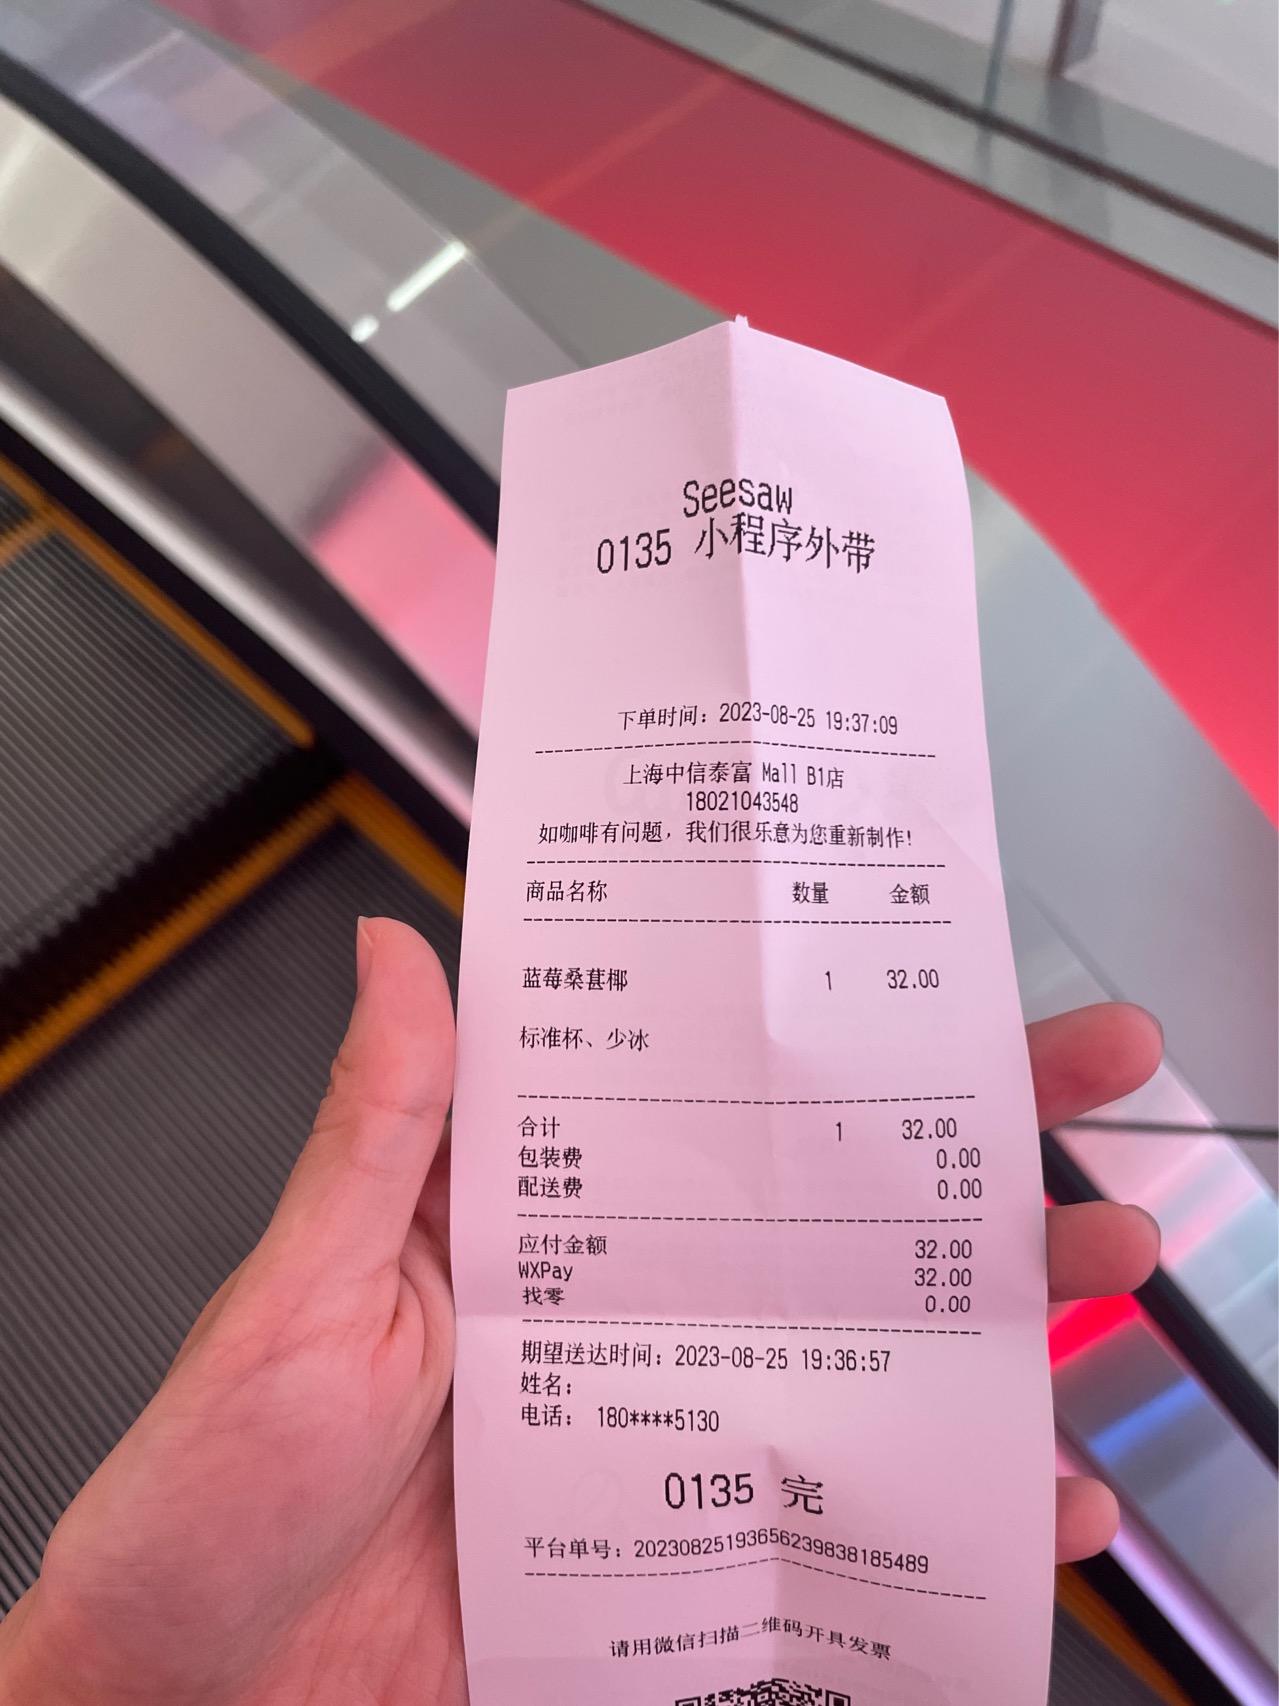 Seesaw
0135 小程序外带
下单时间：2023-08-25 19:37:09
上海中信泰富 Mall B1店
18021043548
如咖啡有问题，我们很乐意为您重新制作！
商品名称 数量 金额
蓝莓桑葚椰 1 32.00
标准杯、少冰
合计 1 32.00
包装费 0.00
配送费 0.00
应付金额 32.00
WXPay 32.00
找零 0.00
期望送达时间：2023-08-25 19:36:57
姓名：
电话： 180****5130
0135 完
平台单号：20230825193656239838185489
请用微信扫描二维码开具发票